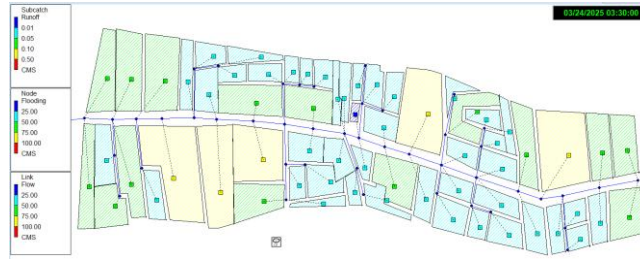 Subcatch
Runoff
0.01
0.05
0.10
0.50
CMS
03/24/2025 03:30:00
Node
Flooding
25.00
50.00
75.00
100.00
CMS
Link
Flow
25.00
50.00
75.00
100.00
CMS